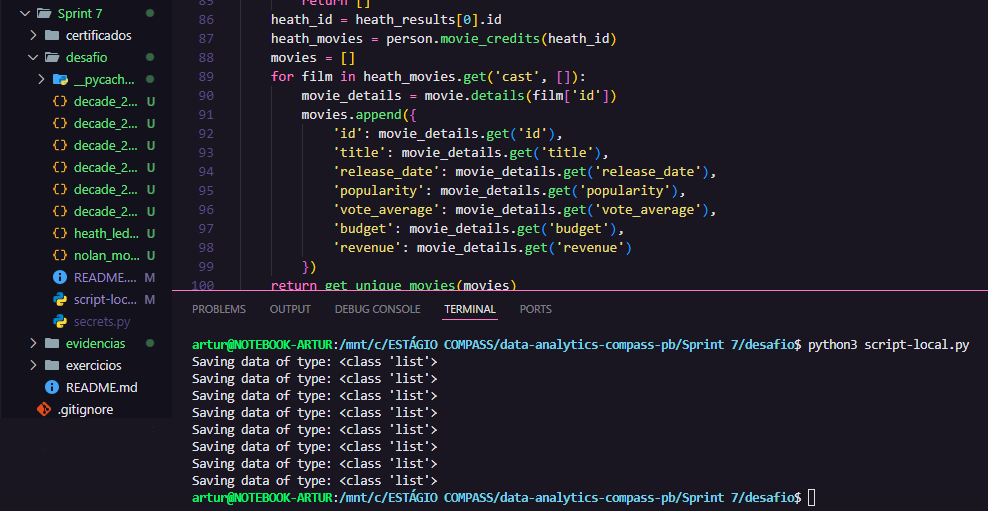 Sprint 7
certificados
desafio
__pycach...
{} decade_2... U
{} decade_2... U
{} decade_2... U
{} decade_2... U
{} decade_2... U
{} decade_2... U
{} heath_led... U
{} nolan_mo... U
README.... M
script-loc... M
secrets.py
evidencias
exercicios
README.md
.gitignore
85 return []
86 heath_id = heath_results[0].id
87 heath_movies = person.movie_credits(heath_id)
88 movies = []
89 for film in heath_movies.get('cast', []):
90 movie_details = movie.details(film['id'])
91 movies.append({
92 'id': movie_details.get('id'),
93 'title': movie_details.get('title'),
94 'release_date': movie_details.get('release_date'),
95 'popularity': movie_details.get('popularity'),
96 'vote_average': movie_details.get('vote_average'),
97 'budget': movie_details.get('budget'),
98 'revenue': movie_details.get('revenue')
99 })
100 return get_unique_movies(movies)
PROBLEMS OUTPUT DEBUG CONSOLE TERMINAL PORTS
artur@NOTEBOOK-ARTUR:/mnt/c/ESTÁGIO COMPASS/data-analytics-compass-pb/Sprint 7/desafio$ python3 script-local.py
Saving data of type: <class 'list'>
Saving data of type: <class 'list'>
Saving data of type: <class 'list'>
Saving data of type: <class 'list'>
Saving data of type: <class 'list'>
Saving data of type: <class 'list'>
Saving data of type: <class 'list'>
Saving data of type: <class 'list'>
artur@NOTEBOOK-ARTUR:/mnt/c/ESTÁGIO COMPASS/data-analytics-compass-pb/Sprint 7/desafio$